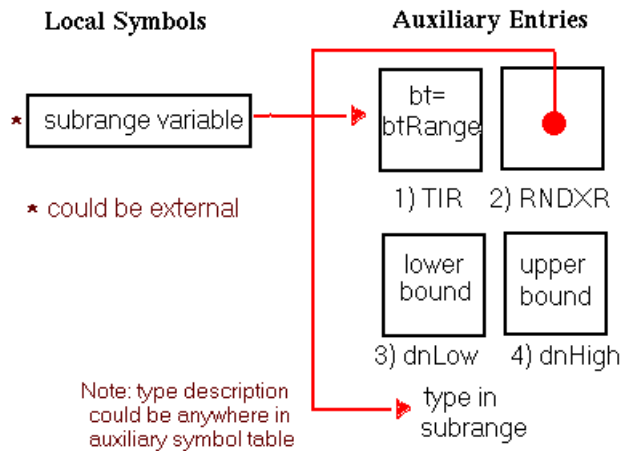 Local Symbols
Auxiliary Entries
* subrange variable
bt=
btRange
* could be external
1) TIR
2) RNDXR
lower
bound
upper
bound
3) dnLow
4) dnHigh
Note: type description
could be anywhere in
auxiliary symbol table
type in
subrange